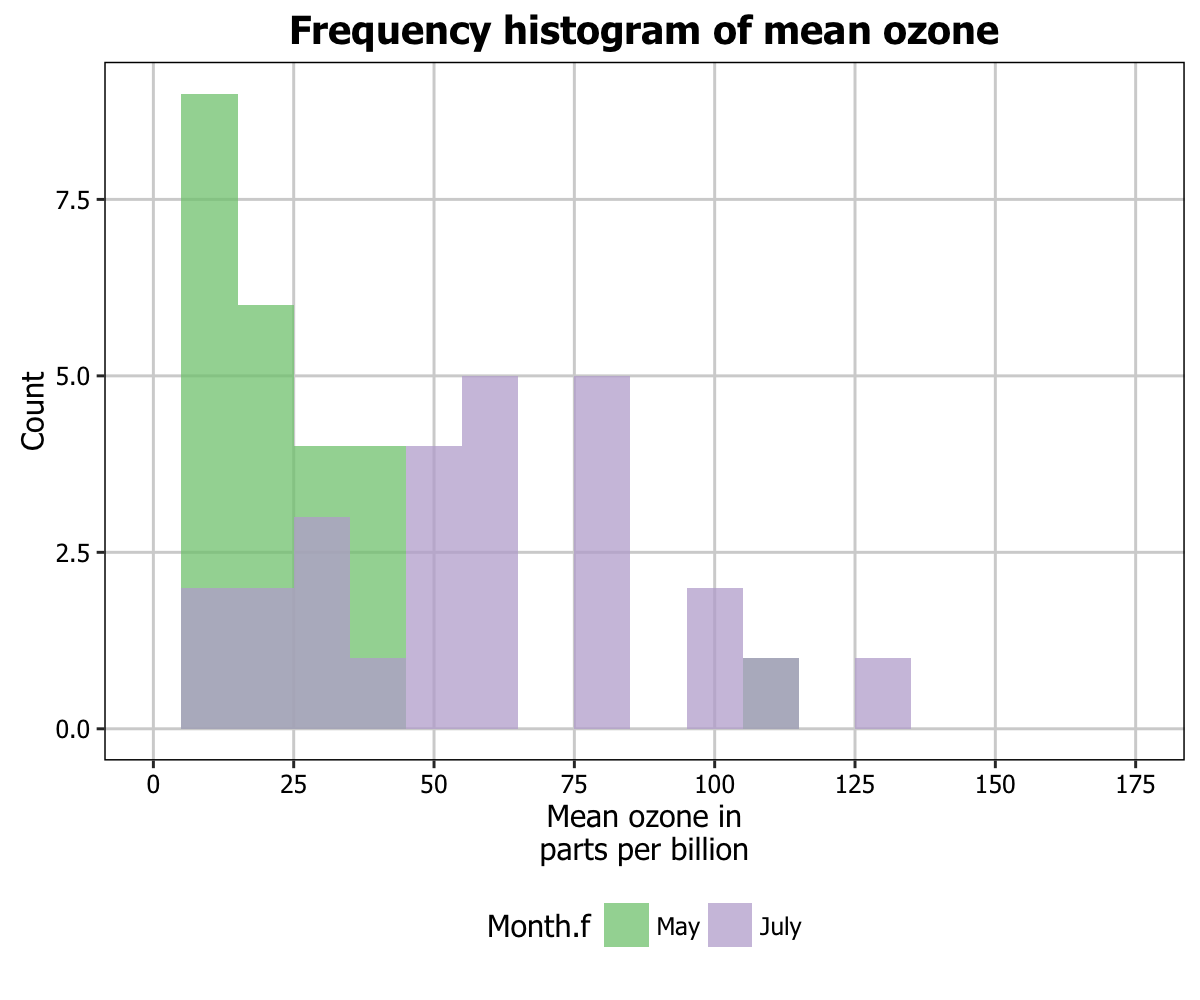 Frequency histogram of mean ozone
Count
7.5
5.0
2.5
0.0
0 25 50 75 100 125 150 175
Mean ozone in
parts per billion
Month.f May July